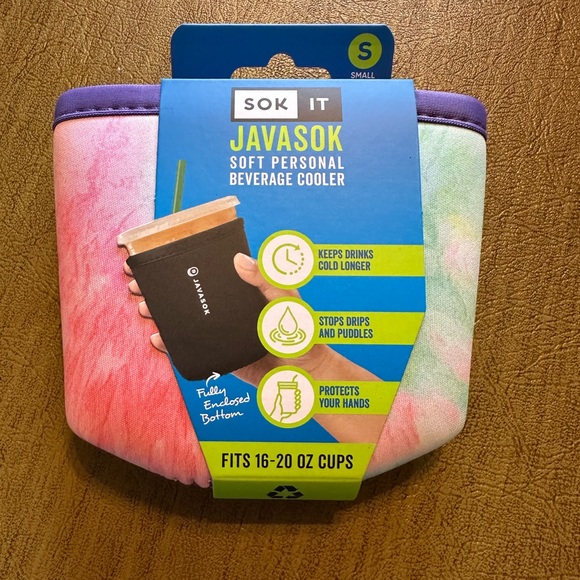 S
SMALL
SOK IT
JAVASOK
SOFT PERSONAL
BEVERAGE COOLER
KEEPS DRINKS
COLD LONGER
JAVASOK
STOPS DRIPS
AND PUDDLES
Fully
Enclosed
Bottom
PROTECTS
YOUR HANDS
FITS 16-20 OZ CUPS